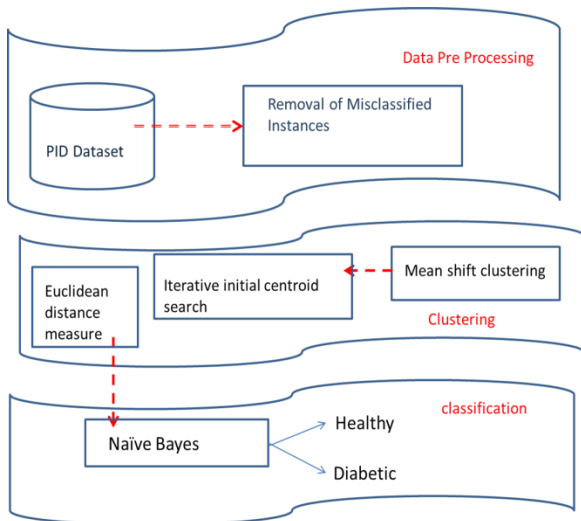 Data Pre Processing
PID Dataset
Removal of Misclassified
Instances
Euclidean
distance
measure
Iterative initial centroid
search
Mean shift clustering
Clustering
classification
Naïve Bayes
Healthy
Diabetic